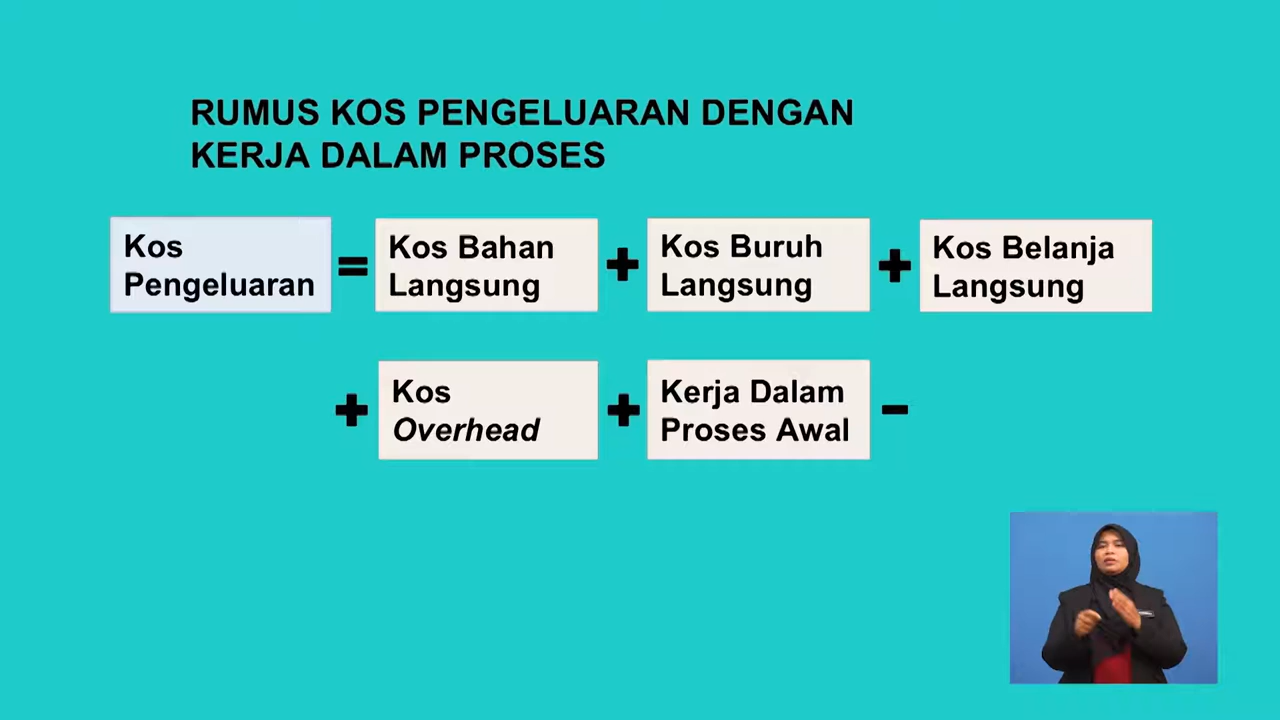 RUMUS KOS PENGELUARAN DENGAN
KERJA DALAM PROSES
Kos
Pengeluaran
=
Kos Bahan
Langsung
+
Kos Buruh
Langsung
+
Kos Belanja
Langsung
+
Kos
Overhead
+
Kerja Dalam
Proses Awal
-